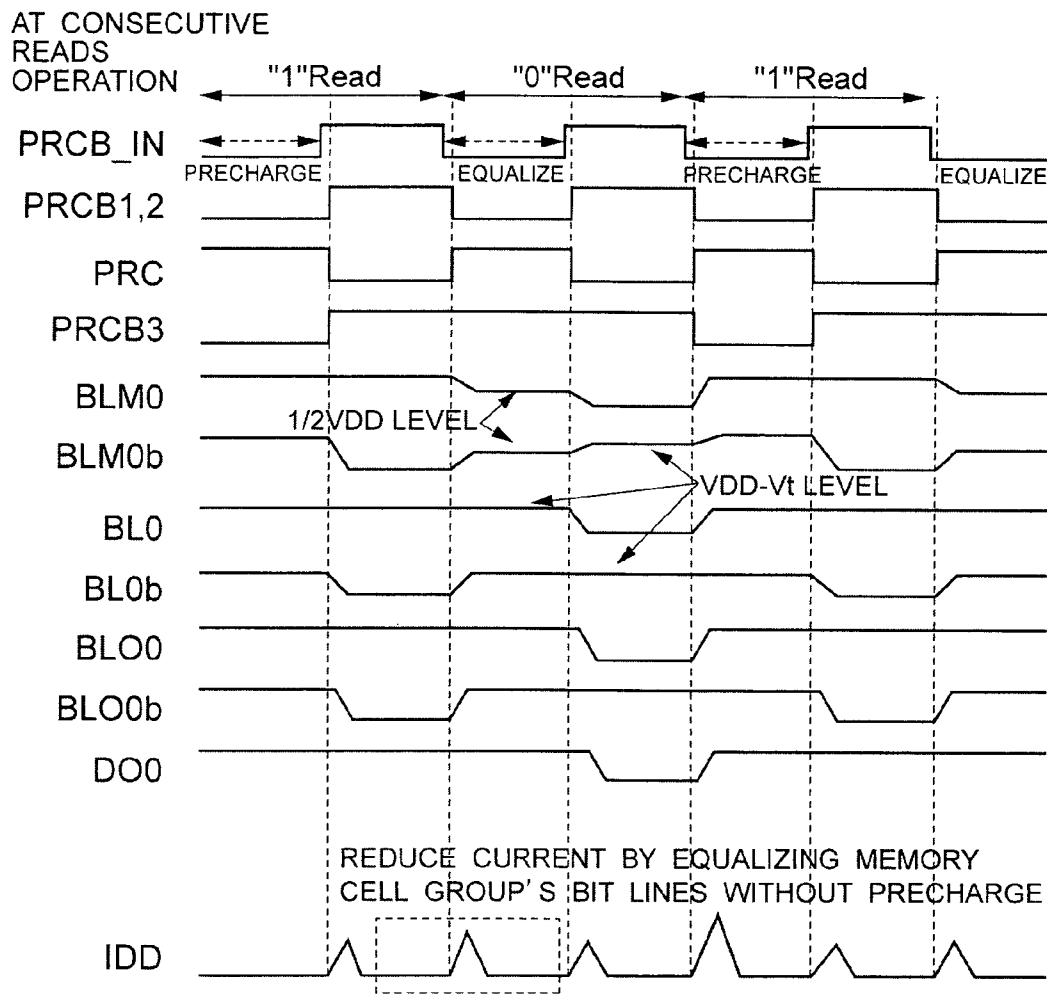 AT CONSECUTIVE
READS
OPERATION
"1"Read "0"Read "1"Read
PRCB_IN
PRECHARGE EQUALIZE PRECHARGE EQUALIZE
PRCB1,2
PRC
PRCB3
BLM0
1/2VDD LEVEL
BLM0b
VDD-Vt LEVEL
BL0
BL0b
BLO0
BLO0b
DO0
REDUCE CURRENT BY EQUALIZING MEMORY
CELL GROUP'S BIT LINES WITHOUT PRECHARGE
IDD